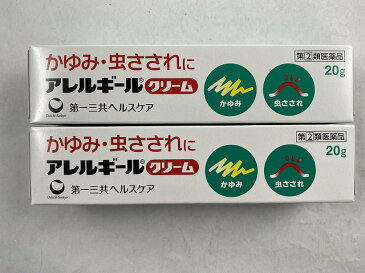 かゆみ・虫さされに
アレルギール® クリーム
第一三共ヘルスケア
Daiichi-Sankyo
かゆみ
虫さされ
指定第②類医薬品
20g
かゆみ・虫さされに
アレルギール® クリーム
第一三共ヘルスケア
Daiichi-Sankyo
かゆみ
虫さされ
指定第②類医薬品
20g